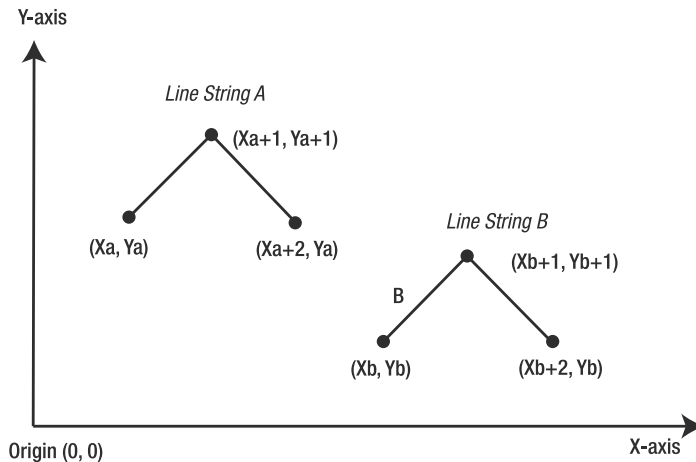 Y-axis
Line String A
(Xa+1, Ya+1)
(Xa, Ya)
(Xa+2, Ya)
Line String B
(Xb+1, Yb+1)
B
(Xb, Yb)
(Xb+2, Yb)
X-axis
Origin (0, 0)